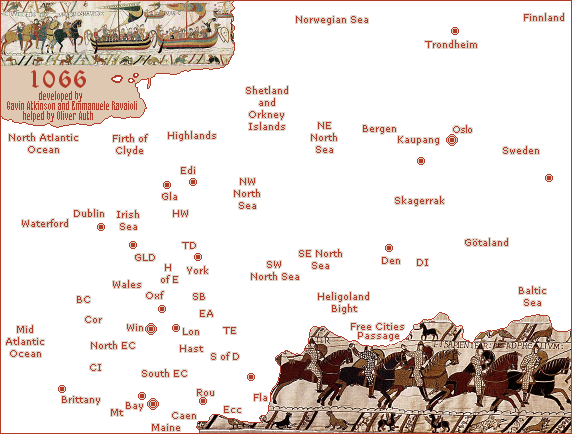 1066
developed by
Gavin Atkinson and Emmanuele Ravaioli
helped by Oliver Auth
Norwegian Sea
Finnland
Trondheim
Shetland
and
Orkney
Islands
North Atlantic
Ocean
Firth of
Clyde
Highlands
NE
North
Sea
Bergen
Oslo
Kaupang
Sweden
Edi
Gla
NW
North
Sea
Skagerrak
Waterford
Dublin
Irish
Sea
HW
GLD
TD
York
SE North
Sea
Den
DI
Götaland
SW
North Sea
H
of E
Wales
Oxf
SB
BC
EA
Heligoland
Bight
Baltic
Sea
Cor
Win
Lon
TE
Free Cities
Passage
Mid
Atlantic
Ocean
North EC
Hast
S of D
CI
South EC
Brittany
Mt
Bay
Rou
Fla
Caen
Ecc
Maine